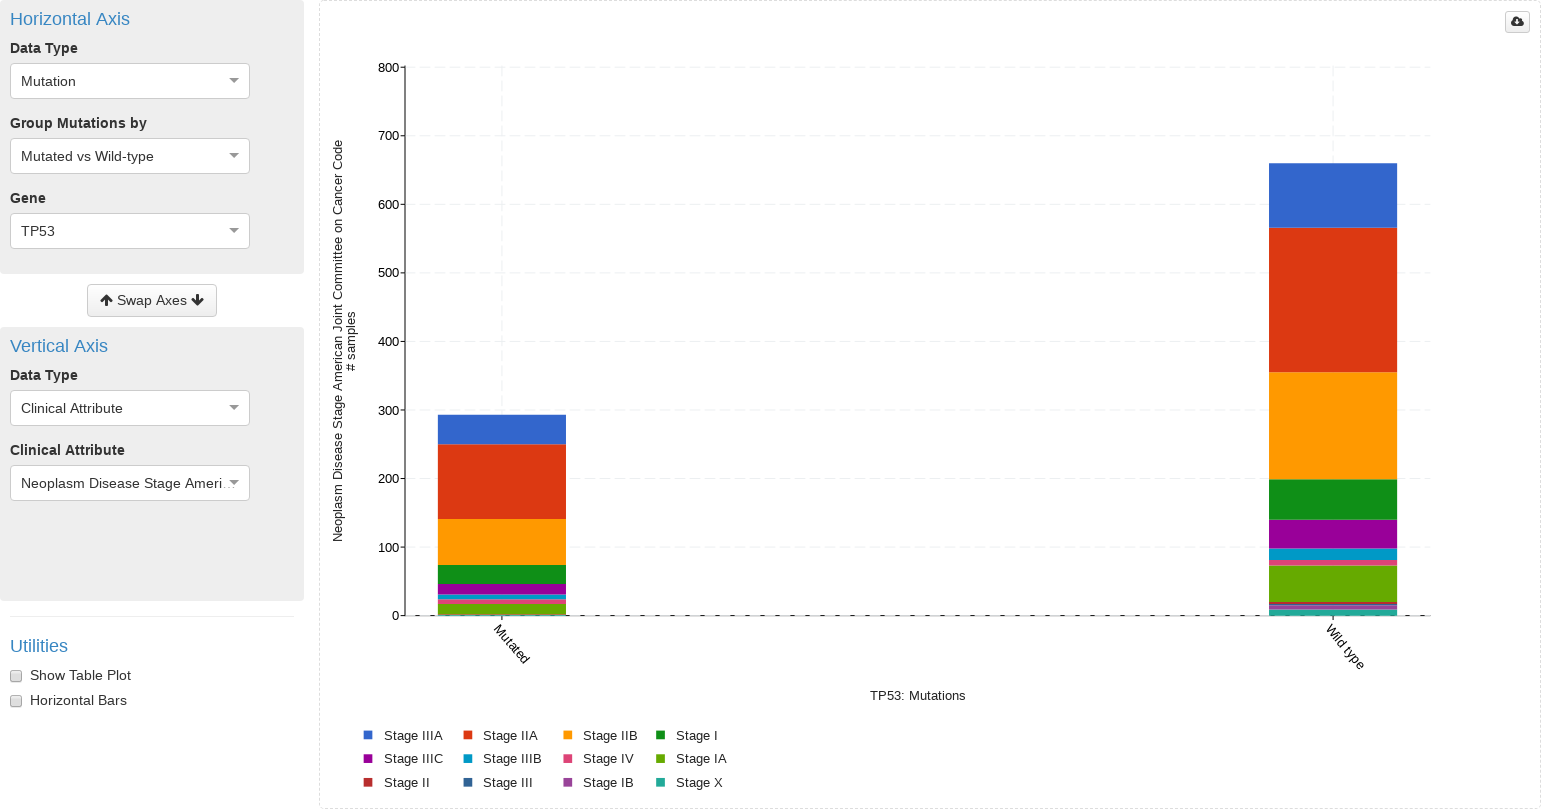 Horizontal Axis
Data Type
Mutation
Group Mutations by
Mutated vs Wild-type
Gene
TP53
Swap Axes
Vertical Axis
Data Type
Clinical Attribute
Clinical Attribute
Neoplasm Disease Stage Ameri...
Utilities
Show Table Plot
Horizontal Bars
Neoplasm Disease Stage American Joint Committee on Cancer Code
# samples
800
700
600
500
400
300
200
100
0
Mutated
Wild type
TP53: Mutations
Stage IIIA Stage IIA Stage IIB Stage I
Stage IIIC Stage IIIB Stage IV Stage IA
Stage II Stage III Stage IB Stage X